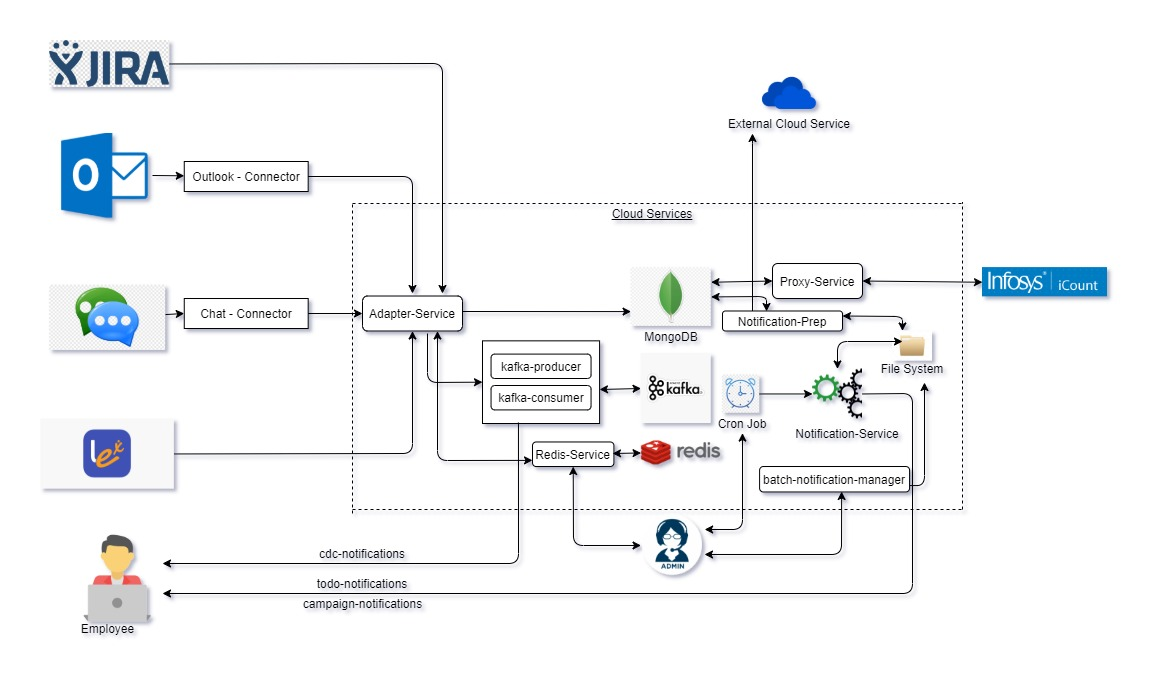 JIRA
External Cloud Service
O
Outlook - Connector
Cloud Services
Proxy-Service
Infosys® | iCount
Chat - Connector
Adapter-Service
Notification-Prep
MongoDB
File System
kafka-producer
kafka-consumer
kafka
Cron Job
Notification-Service
Lex
Redis-Service
redis
batch-notification-manager
ADMIN
cdc-notifications
todo-notifications
campaign-notifications
Employee